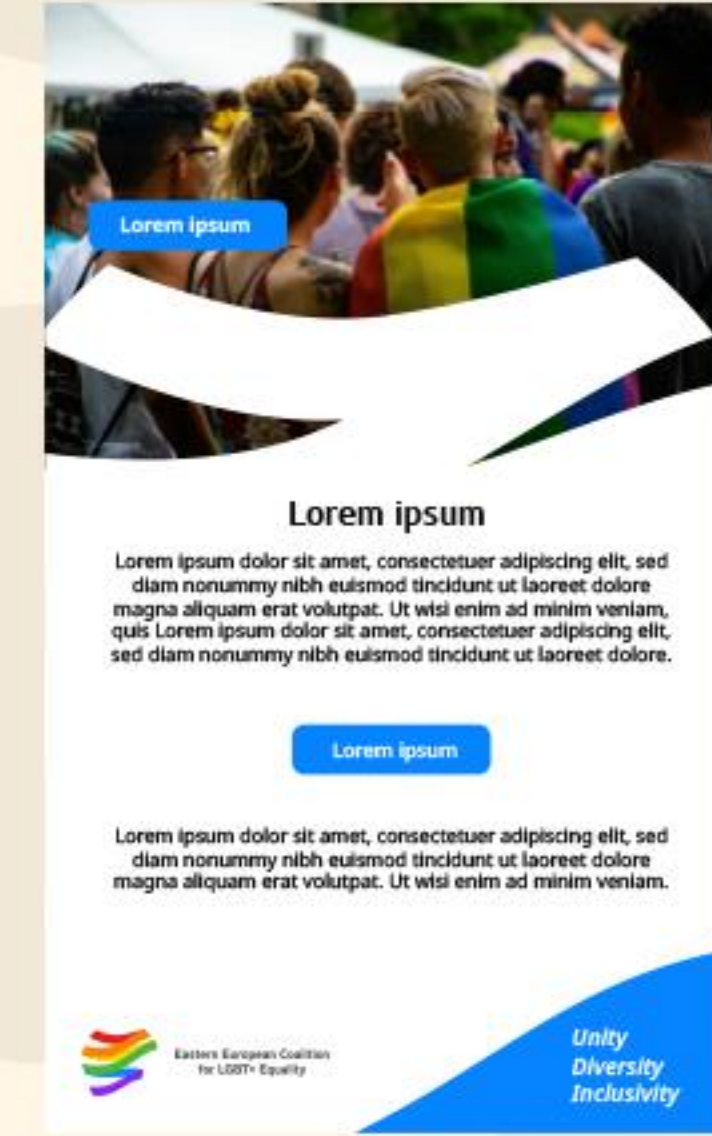 Lorem ipsum
Lorem ipsum
Lorem ipsum dolor sit amet, consectetuer adipiscing elit, sed
diam nonummy nibh euismod tincidunt ut laoreet dolore
magna aliquam erat volutpat. Ut wisi enim ad minim veniam,
quis Lorem ipsum dolor sit amet, consectetuer adipiscing elit,
sed diam nonummy nibh euismod tincidunt ut laoreet dolore.
Lorem ipsum
Lorem ipsum dolor sit amet, consectetuer adipiscing elit, sed
diam nonummy nibh euismod tincidunt ut laoreet dolore
magna aliquam erat volutpat. Ut wisi enim ad minim veniam.
Eastern European Coalition
for LGBT+ Equality
Unity
Diversity
Inclusivity